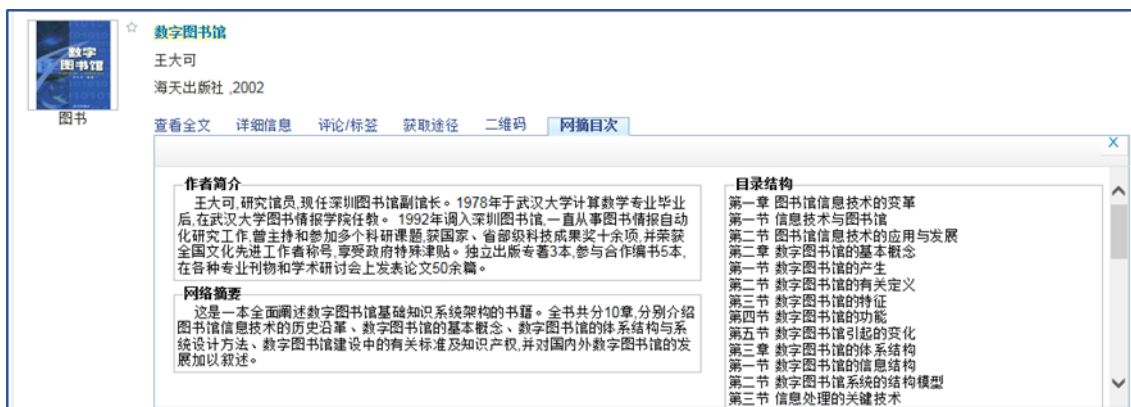 数字图书馆
王大可
海天出版社 ,2002
数字
图书馆
图书
查看全文 详细信息 评论/标签 获取途径 二维码 网摘目次
X
作者简介
王大可,研究馆员,现任深圳图书馆副馆长。1978年于武汉大学计算数学专业毕业
后,在武汉大学图书情报学院任教。 1992年调入深圳图书馆,一直从事图书情报自动
化研究工作,曾主持和参加多个科研课题,获国家、省部级科技成果奖十余项,并荣获
全国文化先进工作者称号,享受政府特殊津贴。独立出版专著3本,参与合作编书5本,
在各种专业刊物和学术研讨会上发表论文50余篇。
网络摘要
这是一本全面阐述数字图书馆基础知识系统架构的书籍。全书共分10章,分别介绍
图书馆信息技术的历史沿革、数字图书馆的基本概念、数字图书馆的体系结构与系
统设计方法、数字图书馆建设中的有关标准及知识产权,并对国内外数字图书馆的发
展加以叙述。
目录结构
第一章 图书馆信息技术的变革
第一节 信息技术与图书馆
第二节 图书馆信息技术的应用与发展
第二章 数字图书馆的基本概念
第一节 数字图书馆的产生
第二节 数字图书馆的有关定义
第三节 数字图书馆的特征
第四节 数字图书馆的功能
第五节 数字图书馆引起的变化
第三章 数字图书馆的体系结构
第一节 数字图书馆的信息结构
第二节 数字图书馆系统的结构模型
第三节 信息处理的关键技术